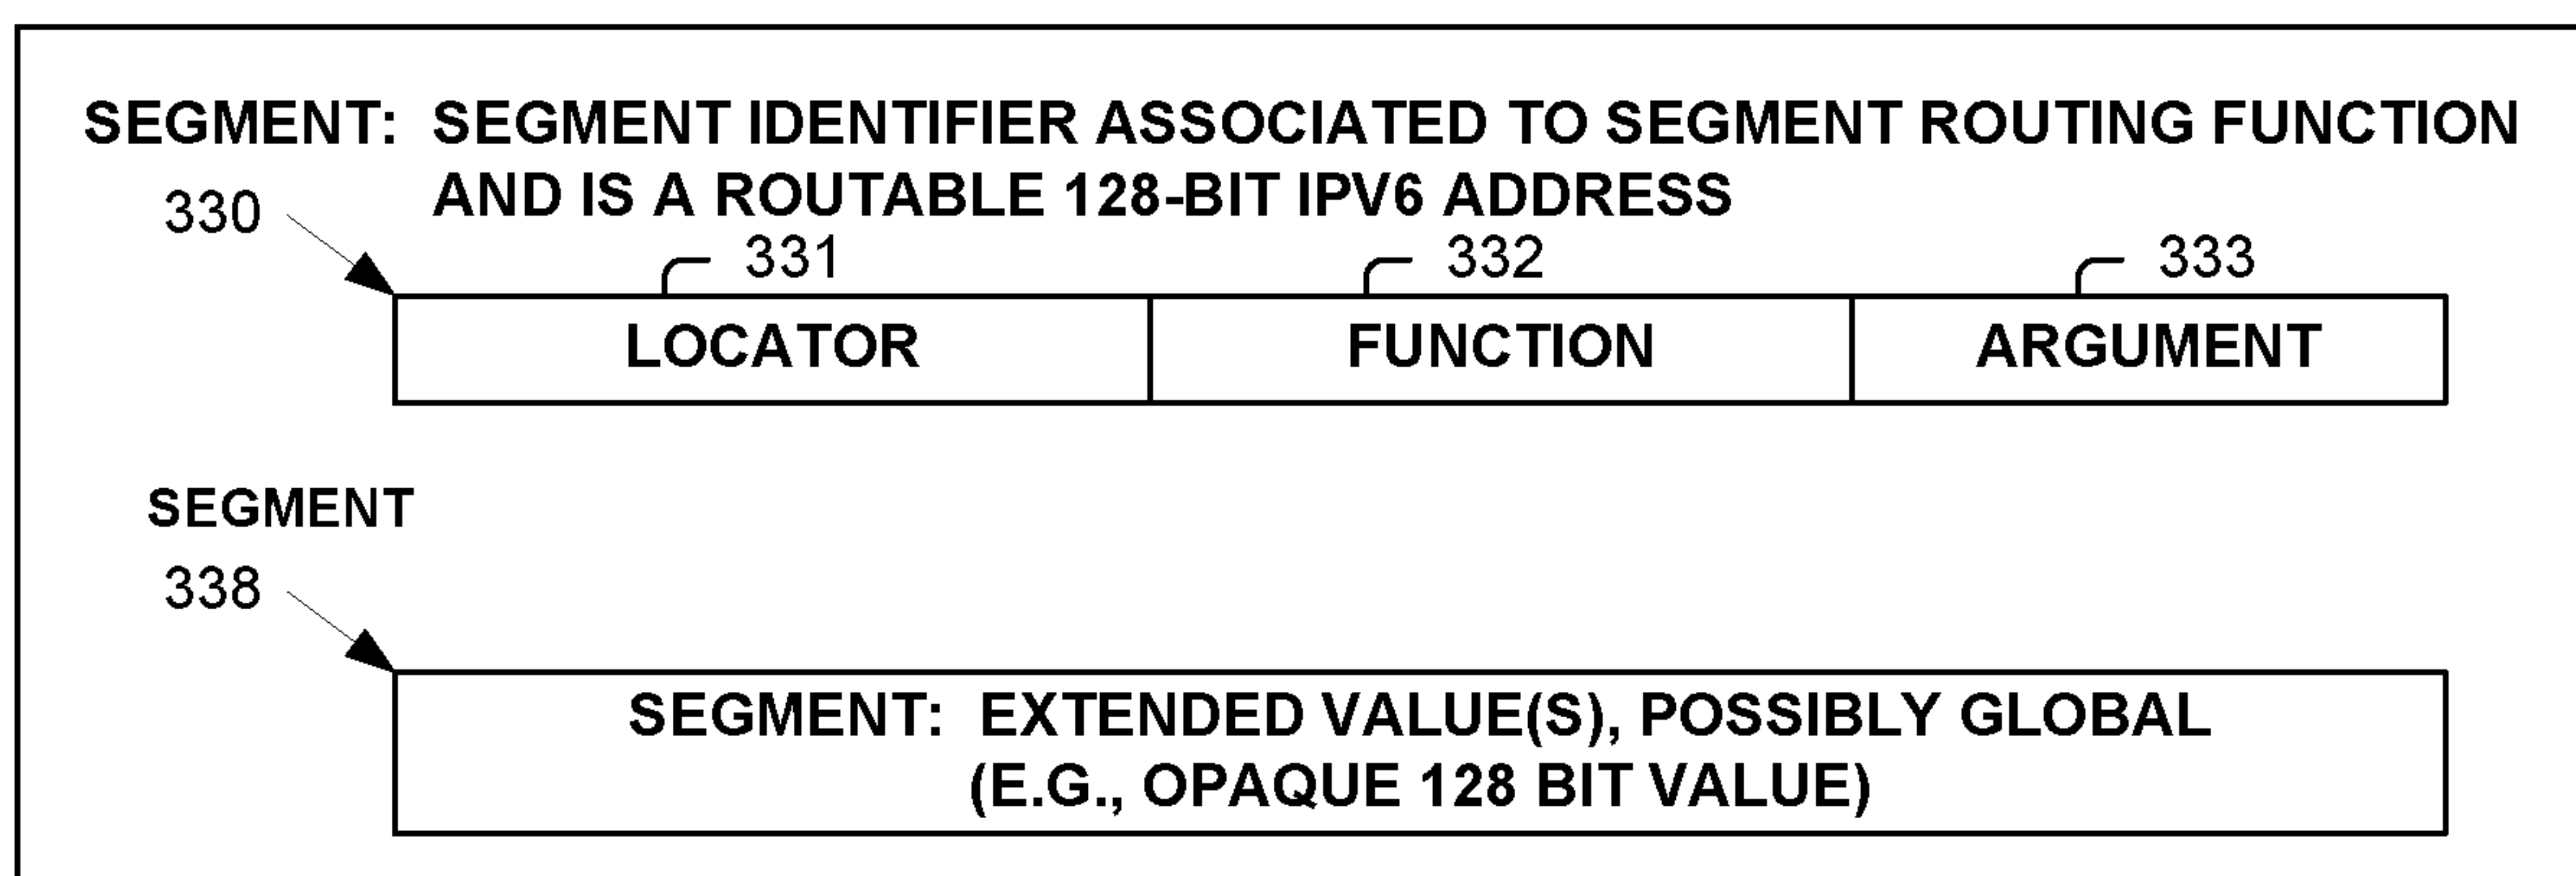 SEGMENT: SEGMENT IDENTIFIER ASSOCIATED TO SEGMENT ROUTING FUNCTION
AND IS A ROUTABLE 128-BIT IPV6 ADDRESS
330
331 332 333
LOCATOR FUNCTION ARGUMENT
SEGMENT
338
SEGMENT: EXTENDED VALUE(S), POSSIBLY GLOBAL
(E.G., OPAQUE 128 BIT VALUE)